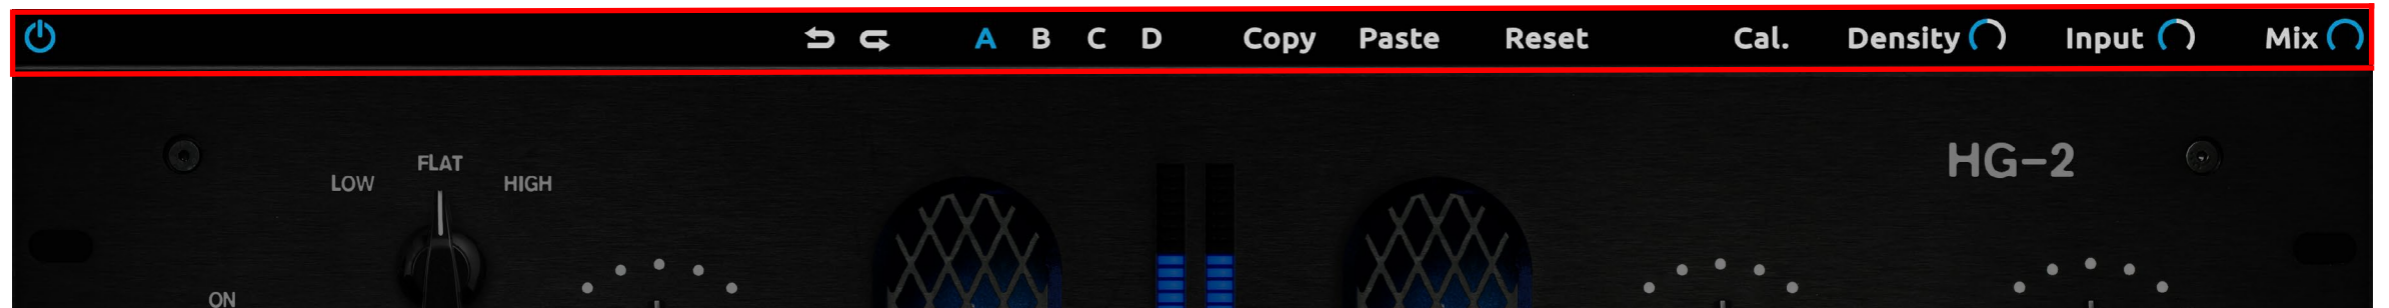 A B C D Copy Paste Reset Cal. Density Input Mix
HG-2
FLAT
LOW HIGH
ON